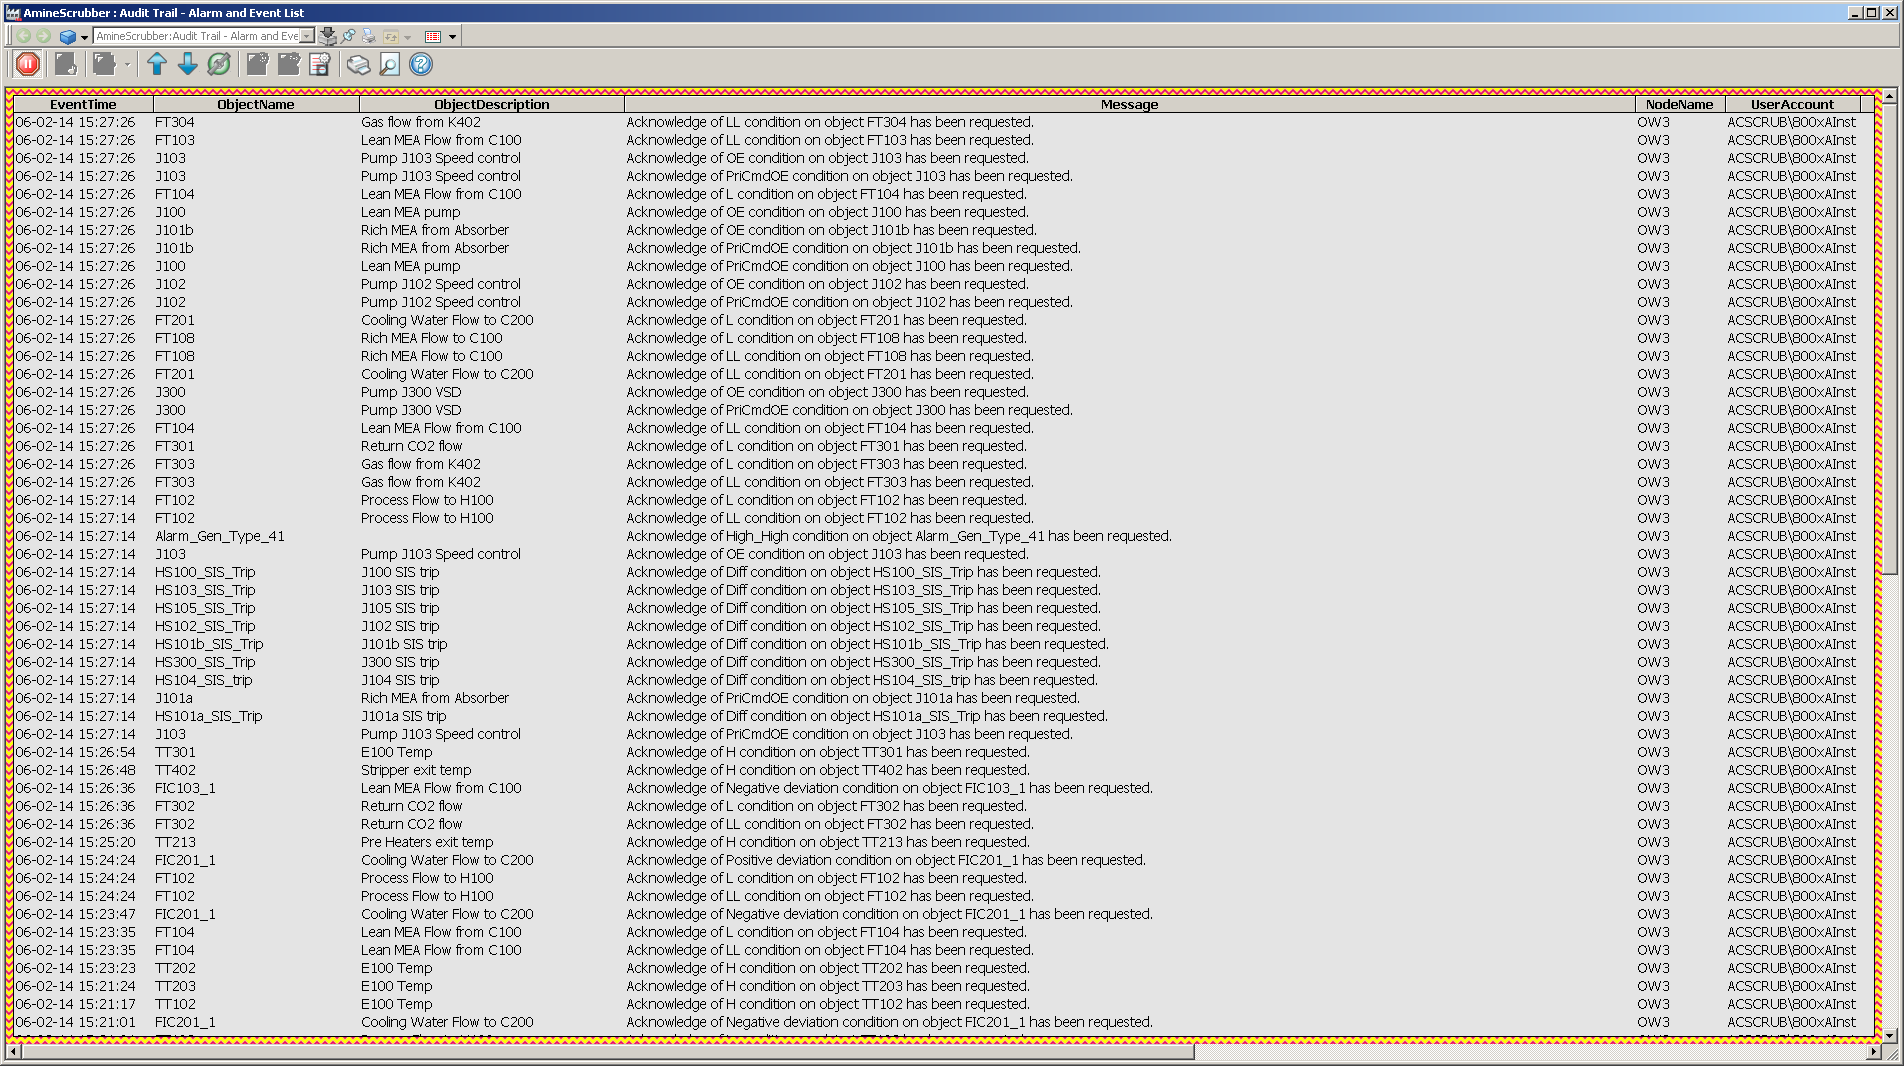 AmineScrubber : Audit Trail - Alarm and Event List
AmineScrubber:Audit Trail - Alarm and Eve
EventTime ObjectName ObjectDescription Message NodeName UserAccount
06-02-14 15:27:26 FT304 Gas flow from K402 Acknowledge of LL condition on object FT304 has been requested. OW3 ACSCRUB\800xAInst
06-02-14 15:27:26 FT103 Lean MEA Flow from C100 Acknowledge of LL condition on object FT103 has been requested. OW3 ACSCRUB\800xAInst
06-02-14 15:27:26 J103 Pump J103 Speed control Acknowledge of OE condition on object J103 has been requested. OW3 ACSCRUB\800xAInst
06-02-14 15:27:26 J103 Pump J103 Speed control Acknowledge of PriCmdOE condition on object J103 has been requested. OW3 ACSCRUB\800xAInst
06-02-14 15:27:26 FT104 Lean MEA Flow from C100 Acknowledge of L condition on object FT104 has been requested. OW3 ACSCRUB\800xAInst
06-02-14 15:27:26 J100 Lean MEA pump Acknowledge of OE condition on object J100 has been requested. OW3 ACSCRUB\800xAInst
06-02-14 15:27:26 J101b Rich MEA from Absorber Acknowledge of OE condition on object J101b has been requested. OW3 ACSCRUB\800xAInst
06-02-14 15:27:26 J101b Rich MEA from Absorber Acknowledge of PriCmdOE condition on object J101b has been requested. OW3 ACSCRUB\800xAInst
06-02-14 15:27:26 J100 Lean MEA pump Acknowledge of PriCmdOE condition on object J100 has been requested. OW3 ACSCRUB\800xAInst
06-02-14 15:27:26 J102 Pump J102 Speed control Acknowledge of OE condition on object J102 has been requested. OW3 ACSCRUB\800xAInst
06-02-14 15:27:26 J102 Pump J102 Speed control Acknowledge of PriCmdOE condition on object J102 has been requested. OW3 ACSCRUB\800xAInst
06-02-14 15:27:26 FT201 Cooling Water Flow to C200 Acknowledge of L condition on object FT201 has been requested. OW3 ACSCRUB\800xAInst
06-02-14 15:27:26 FT108 Rich MEA Flow to C100 Acknowledge of L condition on object FT108 has been requested. OW3 ACSCRUB\800xAInst
06-02-14 15:27:26 FT108 Rich MEA Flow to C100 Acknowledge of LL condition on object FT108 has been requested. OW3 ACSCRUB\800xAInst
06-02-14 15:27:26 FT201 Cooling Water Flow to C200 Acknowledge of LL condition on object FT201 has been requested. OW3 ACSCRUB\800xAInst
06-02-14 15:27:26 J300 Pump J300 VSD Acknowledge of OE condition on object J300 has been requested. OW3 ACSCRUB\800xAInst
06-02-14 15:27:26 J300 Pump J300 VSD Acknowledge of PriCmdOE condition on object J300 has been requested. OW3 ACSCRUB\800xAInst
06-02-14 15:27:26 FT104 Lean MEA Flow from C100 Acknowledge of LL condition on object FT104 has been requested. OW3 ACSCRUB\800xAInst
06-02-14 15:27:26 FT301 Return CO2 flow Acknowledge of L condition on object FT301 has been requested. OW3 ACSCRUB\800xAInst
06-02-14 15:27:26 FT303 Gas flow from K402 Acknowledge of L condition on object FT303 has been requested. OW3 ACSCRUB\800xAInst
06-02-14 15:27:26 FT303 Gas flow from K402 Acknowledge of LL condition on object FT303 has been requested. OW3 ACSCRUB\800xAInst
06-02-14 15:27:14 FT102 Process Flow to H100 Acknowledge of L condition on object FT102 has been requested. OW3 ACSCRUB\800xAInst
06-02-14 15:27:14 FT102 Process Flow to H100 Acknowledge of LL condition on object FT102 has been requested. OW3 ACSCRUB\800xAInst
06-02-14 15:27:14 Alarm_Gen_Type_41 Acknowledge of High_High condition on object Alarm_Gen_Type_41 has been requested. OW3 ACSCRUB\800xAInst
06-02-14 15:27:14 J103 Pump J103 Speed control Acknowledge of OE condition on object J103 has been requested. OW3 ACSCRUB\800xAInst
06-02-14 15:27:14 HS100_SIS_Trip J100 SIS trip Acknowledge of Diff condition on object HS100_SIS_Trip has been requested. OW3 ACSCRUB\800xAInst
06-02-14 15:27:14 HS103_SIS_Trip J103 SIS trip Acknowledge of Diff condition on object HS103_SIS_Trip has been requested. OW3 ACSCRUB\800xAInst
06-02-14 15:27:14 HS105_SIS_Trip J105 SIS trip Acknowledge of Diff condition on object HS105_SIS_Trip has been requested. OW3 ACSCRUB\800xAInst
06-02-14 15:27:14 HS102_SIS_Trip J102 SIS trip Acknowledge of Diff condition on object HS102_SIS_Trip has been requested. OW3 ACSCRUB\800xAInst
06-02-14 15:27:14 HS101b_SIS_Trip J101b SIS trip Acknowledge of Diff condition on object HS101b_SIS_Trip has been requested. OW3 ACSCRUB\800xAInst
06-02-14 15:27:14 HS300_SIS_Trip J300 SIS trip Acknowledge of Diff condition on object HS300_SIS_Trip has been requested. OW3 ACSCRUB\800xAInst
06-02-14 15:27:14 HS104_SIS_trip J104 SIS trip Acknowledge of Diff condition on object HS104_SIS_trip has been requested. OW3 ACSCRUB\800xAInst
06-02-14 15:27:14 J101a Rich MEA from Absorber Acknowledge of PriCmdOE condition on object J101a has been requested. OW3 ACSCRUB\800xAInst
06-02-14 15:27:14 HS101a_SIS_Trip J101a SIS trip Acknowledge of Diff condition on object HS101a_SIS_Trip has been requested. OW3 ACSCRUB\800xAInst
06-02-14 15:27:14 J103 Pump J103 Speed control Acknowledge of PriCmdOE condition on object J103 has been requested. OW3 ACSCRUB\800xAInst
06-02-14 15:26:54 TT301 E100 Temp Acknowledge of H condition on object TT301 has been requested. OW3 ACSCRUB\800xAInst
06-02-14 15:26:48 TT402 Stripper exit temp Acknowledge of H condition on object TT402 has been requested. OW3 ACSCRUB\800xAInst
06-02-14 15:26:36 FIC103_1 Lean MEA Flow from C100 Acknowledge of Negative deviation condition on object FIC103_1 has been requested. OW3 ACSCRUB\800xAInst
06-02-14 15:26:36 FT302 Return CO2 flow Acknowledge of L condition on object FT302 has been requested. OW3 ACSCRUB\800xAInst
06-02-14 15:26:36 FT302 Return CO2 flow Acknowledge of LL condition on object FT302 has been requested. OW3 ACSCRUB\800xAInst
06-02-14 15:25:20 TT213 Pre Heaters exit temp Acknowledge of H condition on object TT213 has been requested. OW3 ACSCRUB\800xAInst
06-02-14 15:24:24 FIC201_1 Cooling Water Flow to C200 Acknowledge of Positive deviation condition on object FIC201_1 has been requested. OW3 ACSCRUB\800xAInst
06-02-14 15:24:24 FT102 Process Flow to H100 Acknowledge of L condition on object FT102 has been requested. OW3 ACSCRUB\800xAInst
06-02-14 15:24:24 FT102 Process Flow to H100 Acknowledge of LL condition on object FT102 has been requested. OW3 ACSCRUB\800xAInst
06-02-14 15:23:47 FIC201_1 Cooling Water Flow to C200 Acknowledge of Negative deviation condition on object FIC201_1 has been requested. OW3 ACSCRUB\800xAInst
06-02-14 15:23:35 FT104 Lean MEA Flow from C100 Acknowledge of L condition on object FT104 has been requested. OW3 ACSCRUB\800xAInst
06-02-14 15:23:35 FT104 Lean MEA Flow from C100 Acknowledge of LL condition on object FT104 has been requested. OW3 ACSCRUB\800xAInst
06-02-14 15:23:23 TT202 E100 Temp Acknowledge of H condition on object TT202 has been requested. OW3 ACSCRUB\800xAInst
06-02-14 15:21:24 TT203 E100 Temp Acknowledge of H condition on object TT203 has been requested. OW3 ACSCRUB\800xAInst
06-02-14 15:21:17 TT102 E100 Temp Acknowledge of H condition on object TT102 has been requested. OW3 ACSCRUB\800xAInst
06-02-14 15:21:01 FIC201_1 Cooling Water Flow to C200 Acknowledge of Negative deviation condition on object FIC201_1 has been requested. OW3 ACSCRUB\800xAInst